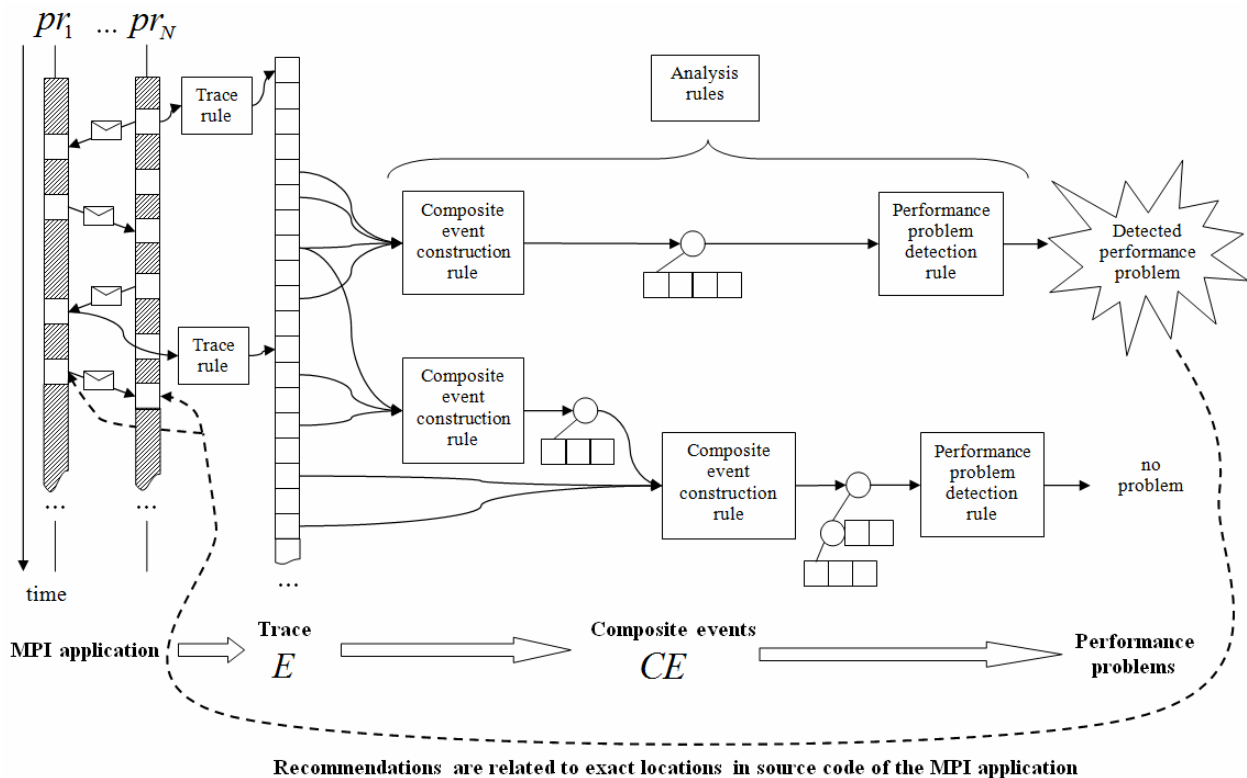 pr1 ... prN
Trace
rule
Analysis
rules
Composite
event
construction
rule
Performance
problem
detection
rule
Detected
performance
problem
Trace
rule
Composite
event
construction
rule
Composite
event
construction
rule
Performance
problem
detection
rule
no
problem
...
...
...
time
MPI application
Trace
E
Composite events
CE
Performance
problems
Recommendations are related to exact locations in source code of the MPI application